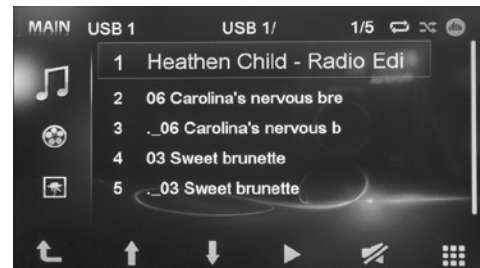 MAIN USB 1 USB 1/ 1/5
1 Heathen Child - Radio Edi
2 06 Carolina's nervous bre
3 ._06 Carolina's nervous b
4 03 Sweet brunette
5 ._03 Sweet brunette